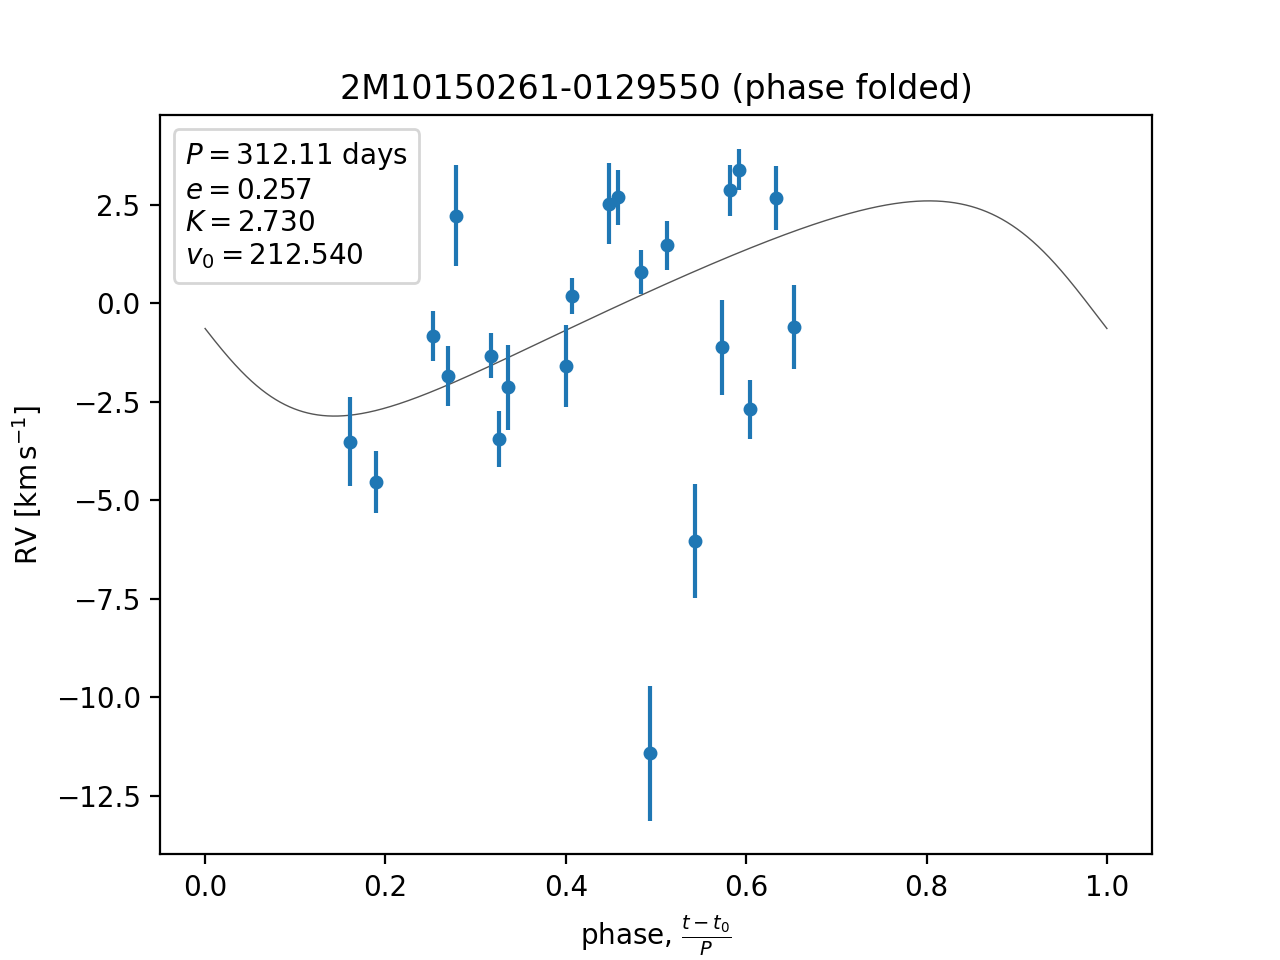 2M10150261-0129550 (phase folded)
P = 312.11 days
e = 0.257
K = 2.730
v₀ = 212.540
2.5
0.0
−2.5
−5.0
−7.5
−10.0
−12.5
RV [km s⁻¹]
0.0 0.2 0.4 0.6 0.8 1.0
phase, (t − t₀)/P